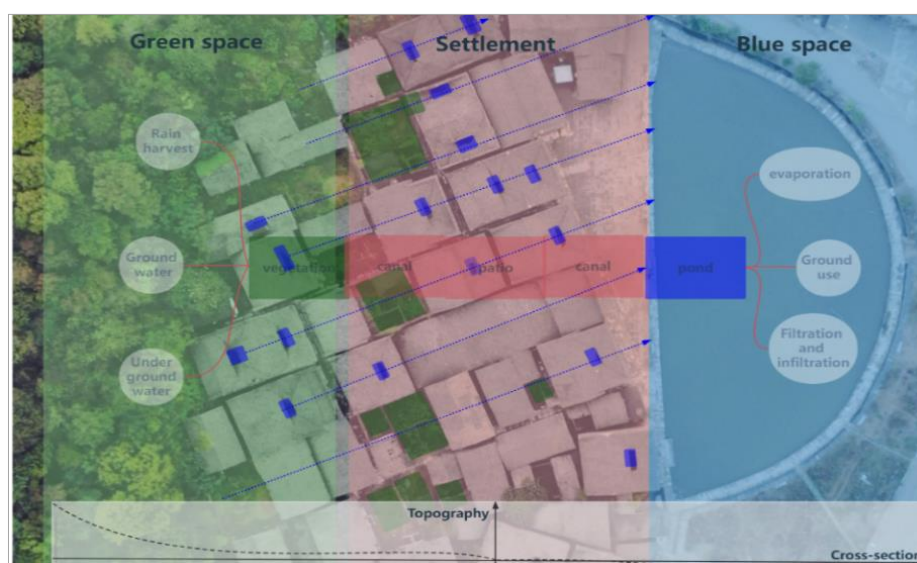 Green space
Settlement
Blue space
Rain
harvest
evaporation
Ground
water
vegetation
canal
patio
canal
pond
Ground
use
Under
ground
water
Filtration
and
infiltration
Topography
Cross-section